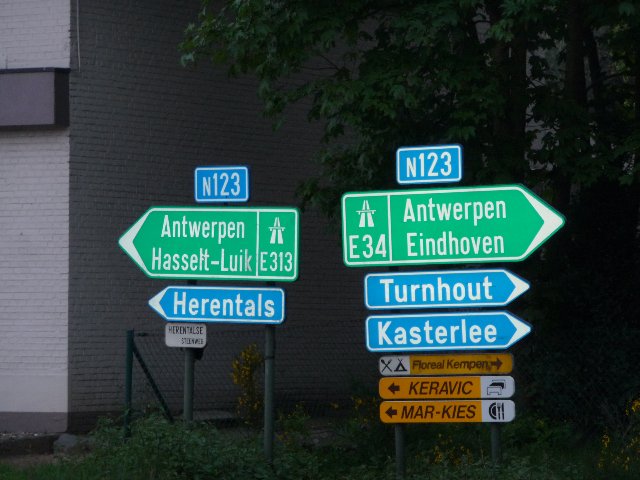 N123
Antwerpen
Hasselt-Luik E313
Herentals
HERENTALSE
STEENWEG
N123
Antwerpen
E34 Eindhoven
Turnhout
Kasterlee
Floreal Kempen
KERAVIC
MAR-KIES